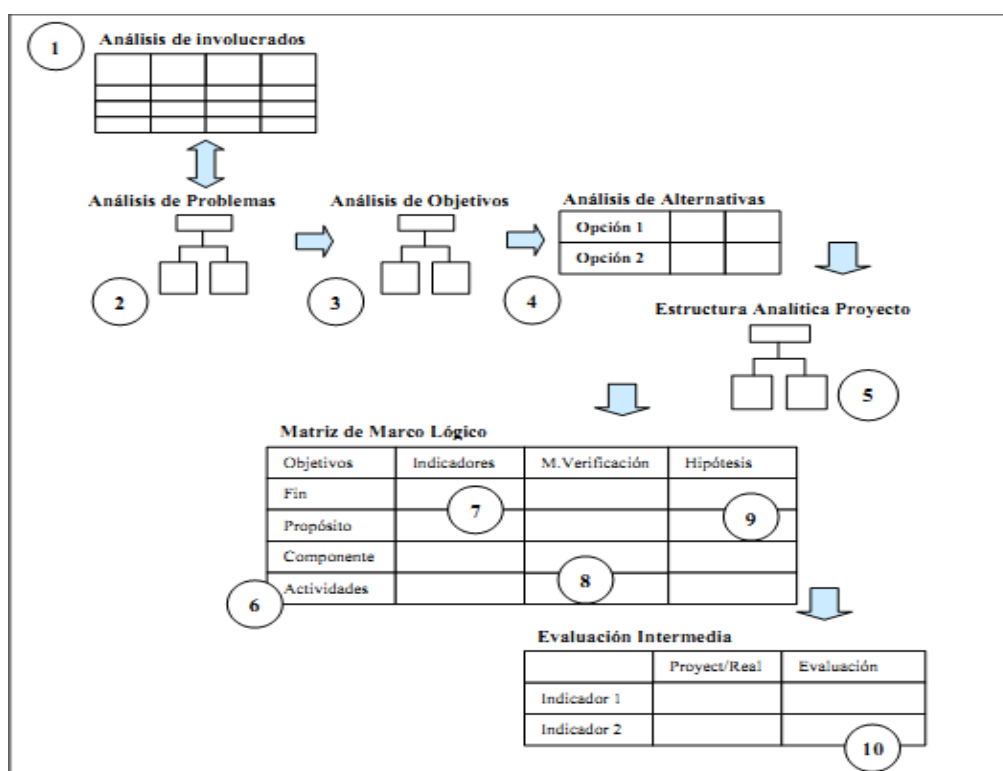 1
Análisis de involucrados
Análisis de Problemas
Análisis de Objetivos
Análisis de Alternativas
Opción 1
Opción 2
2
3
4
Estructura Analítica Proyecto
5
Matriz de Marco Lógico
Objetivos Indicadores M.Verificación Hipótesis
Fin
7
9
Propósito
Componente
8
Actividades
6
Evaluación Intermedia
Proyect/Real Evaluación
Indicador 1
Indicador 2
10